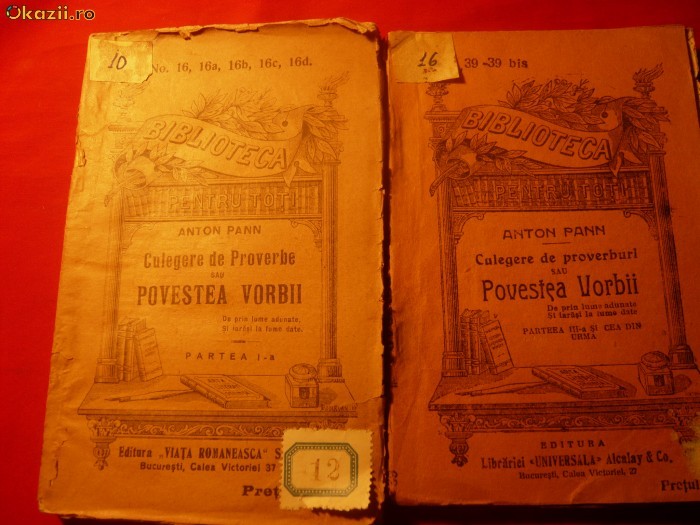 Okazii.ro
10
No. 16, 16a, 16b, 16c, 16d.
BIBLIOTECA
PENTRU TOTI
ANTON PANN
Culegere de Proverbe
SAU
POVESTEA VORBII
De prin lume adunate,
Și iarăși la lume date.
PARTEA I-a
Editura „VIAȚA ROMANEASCA" S
București, Calea Victoriei 37
12
Preț
16
39-39 bis
BIBLIOTECA
PENTRU TOTI
ANTON PANN
Culegere de proverburi
SAU
Povestea Vorbii
De prin lume adunate
Și iarăși la lume date
PARTEEA III-a ȘI CEA DIN
URMA
EDITURA
Librăriei «UNIVERSALA» Alcalay & Co.
București, Calea Victoriei, 27
Prețul